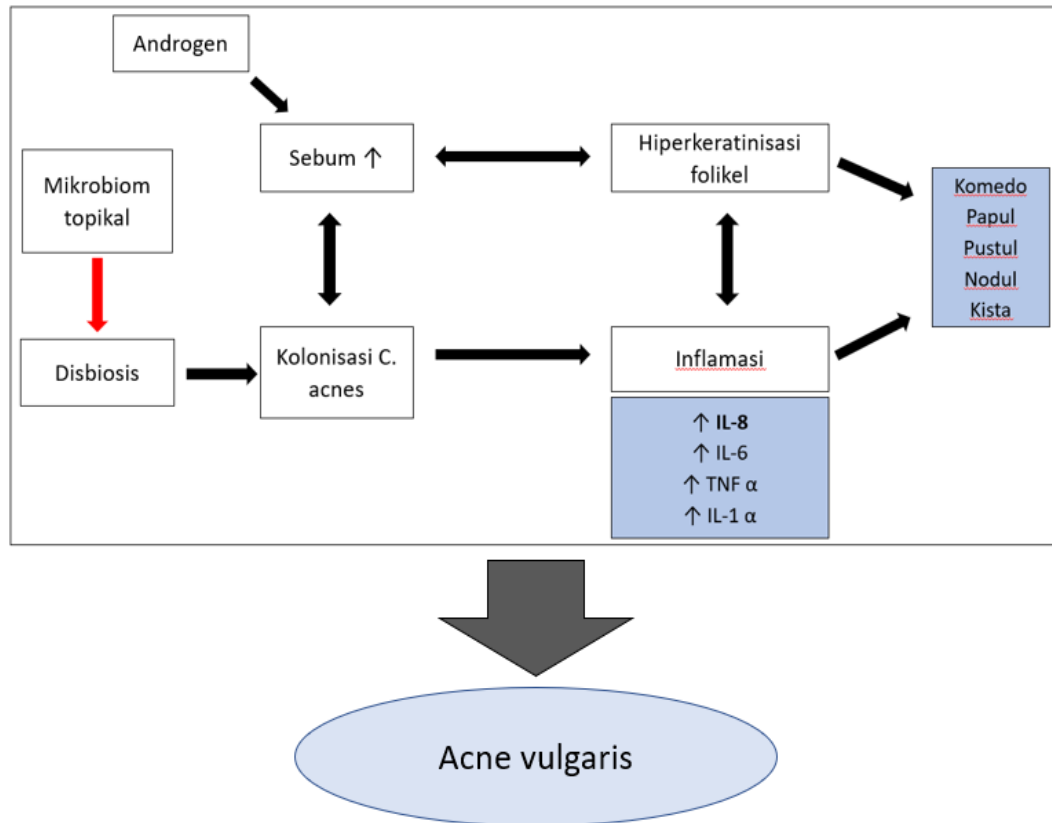 Androgen
Sebum ↑
Hiperkeratinisasi
folikel
Mikrobiom
topikal
Komedo
Papul
Pustul
Nodul
Kista
Disbiosis
Kolonisasi C.
acnes
Inflamasi
↑ IL-8
↑ IL-6
↑ TNF α
↑ IL-1 α
Acne vulgaris